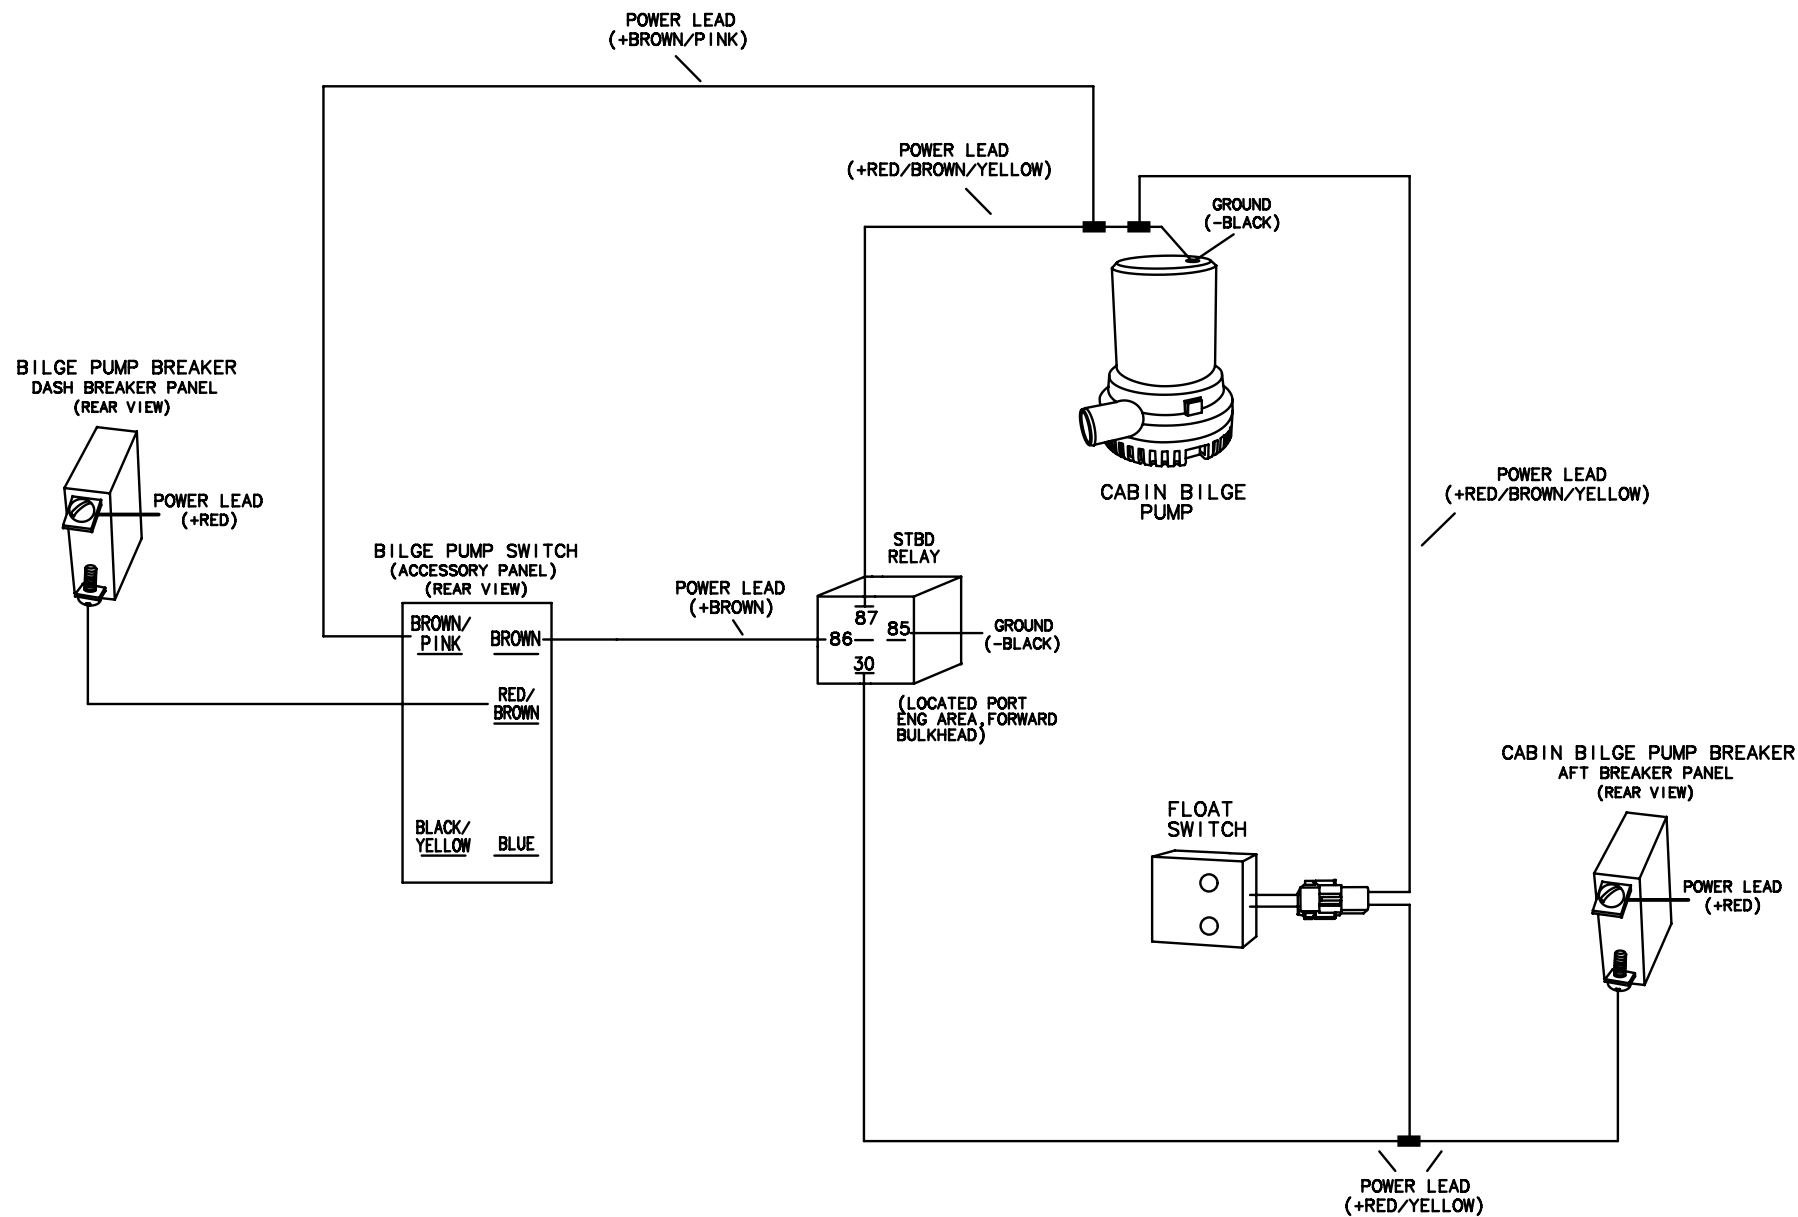 POWER LEAD
(+BROWN/PINK)
POWER LEAD
(+RED/BROWN/YELLOW)
GROUND
(-BLACK)
BILGE PUMP BREAKER
DASH BREAKER PANEL
(REAR VIEW)
POWER LEAD
(+RED)
CABIN BILGE
PUMP
POWER LEAD
(+RED/BROWN/YELLOW)
BILGE PUMP SWITCH
(ACCESSORY PANEL)
(REAR VIEW)
BROWN/
PINK
BROWN
RED/
BROWN
BLACK/
YELLOW
BLUE
POWER LEAD
(+BROWN)
STBD
RELAY
87
86
85
30
GROUND
(-BLACK)
(LOCATED PORT
ENG AREA,FORWARD
BULKHEAD)
FLOAT
SWITCH
CABIN BILGE PUMP BREAKER
AFT BREAKER PANEL
(REAR VIEW)
POWER LEAD
(+RED)
POWER LEAD
(+RED/YELLOW)